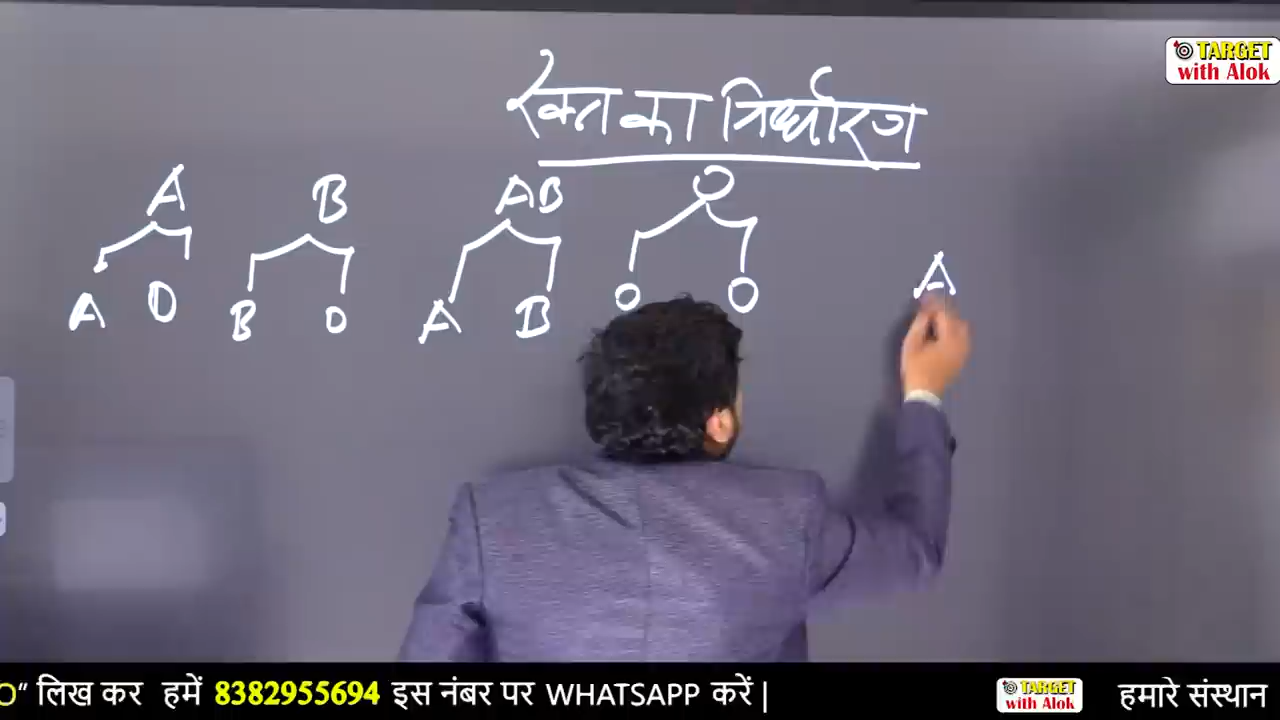 TARGET
with Alok
रक्त का निर्धारण
A B AB O
A O B O A B O O
A
O" लिख कर हमें 8382955694 इस नंबर पर WHATSAPP करें | TARGET with Alok हमारे संस्थान